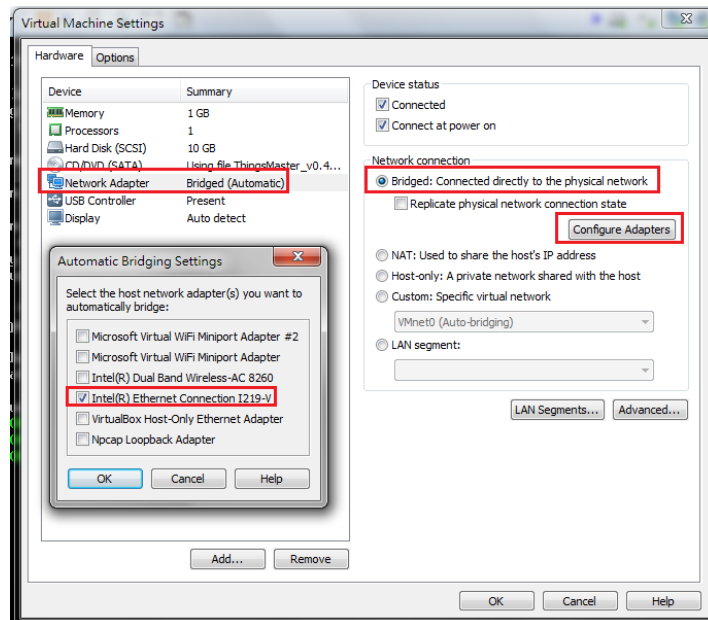 Virtual Machine Settings
Hardware Options
Device Summary
Memory 1 GB
Processors 1
Hard Disk (SCSI) 10 GB
CD/DVD (SATA) Using file ThingsMaster_v0.4...
Network Adapter Bridged (Automatic)
USB Controller Present
Display Auto detect
Automatic Bridging Settings
Select the host network adapter(s) you want to
automatically bridge:
Microsoft Virtual WiFi Miniport Adapter #2
Microsoft Virtual WiFi Miniport Adapter
Intel(R) Dual Band Wireless-AC 8260
Intel(R) Ethernet Connection I219-V
VirtualBox Host-Only Ethernet Adapter
Npcap Loopback Adapter
OK Cancel Help
Add... Remove
Device status
Connected
Connect at power on
Network connection
Bridged: Connected directly to the physical network
Replicate physical network connection state
Configure Adapters
NAT: Used to share the host's IP address
Host-only: A private network shared with the host
Custom: Specific virtual network
VMnet0 (Auto-bridging)
LAN segment:
LAN Segments... Advanced...
OK Cancel Help